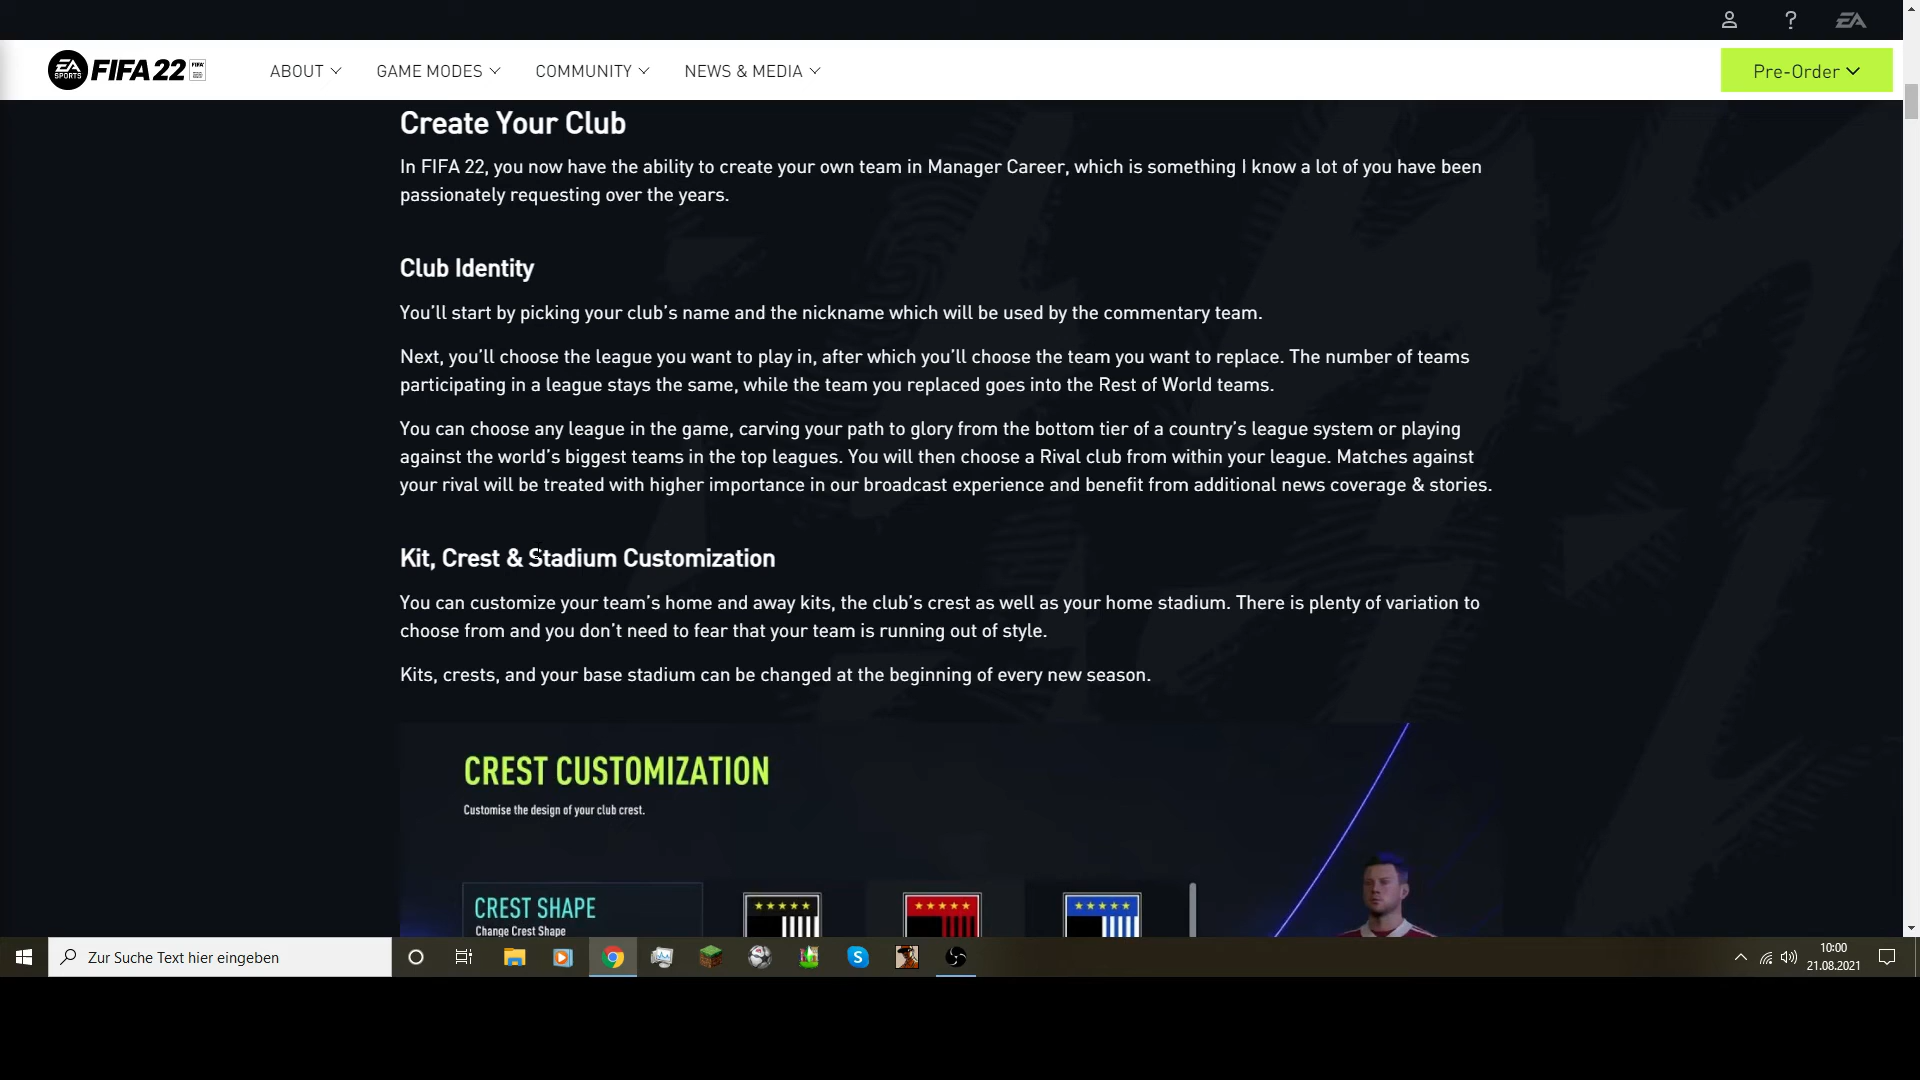 EA
EA SPORTS FIFA 22 FIFA
ABOUT GAME MODES COMMUNITY NEWS & MEDIA Pre-Order
Create Your Club
In FIFA 22, you now have the ability to create your own team in Manager Career, which is something I know a lot of you have been
passionately requesting over the years.
Club Identity
You’ll start by picking your club’s name and the nickname which will be used by the commentary team.
Next, you’ll choose the league you want to play in, after which you’ll choose the team you want to replace. The number of teams
participating in a league stays the same, while the team you replaced goes into the Rest of World teams.
You can choose any league in the game, carving your path to glory from the bottom tier of a country’s league system or playing
against the world’s biggest teams in the top leagues. You will then choose a Rival club from within your league. Matches against
your rival will be treated with higher importance in our broadcast experience and benefit from additional news coverage & stories.
Kit, Crest & Stadium Customization
You can customize your team’s home and away kits, the club’s crest as well as your home stadium. There is plenty of variation to
choose from and you don’t need to fear that your team is running out of style.
Kits, crests, and your base stadium can be changed at the beginning of every new season.
CREST CUSTOMIZATION
Customise the design of your club crest.
CREST SHAPE
Change Crest Shape
Zur Suche Text hier eingeben
10:00
21.08.2021